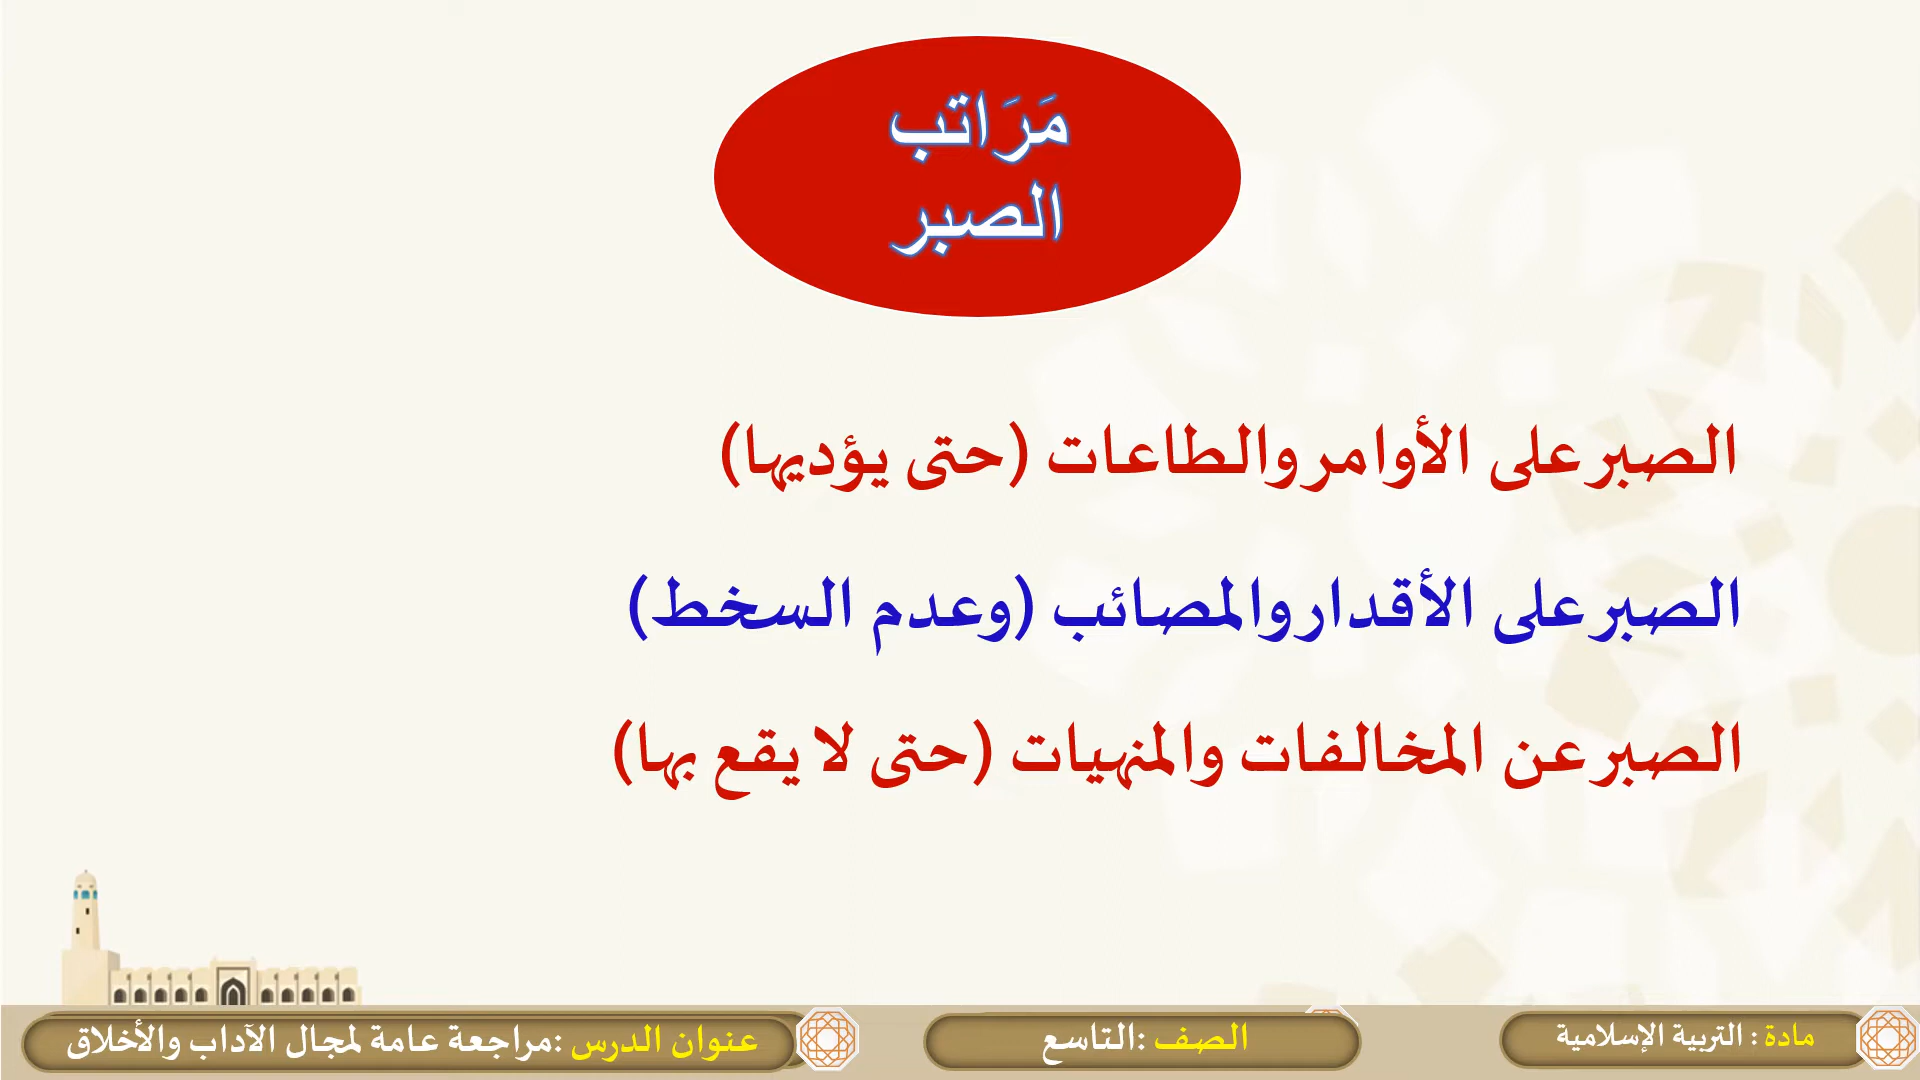 مَرَاتب
الصبر
الصبر على الأوامر والطاعات (حتى يؤديها)
الصبر على الأقدار والمصائب (وعدم السخط)
الصبر عن المخالفات والمنهيات (حتى لا يقع بها)
مادة : التربية الإسلامية
الصف :التاسع
عنوان الدرس :مراجعة عامة لمجال الآداب والأخلاق